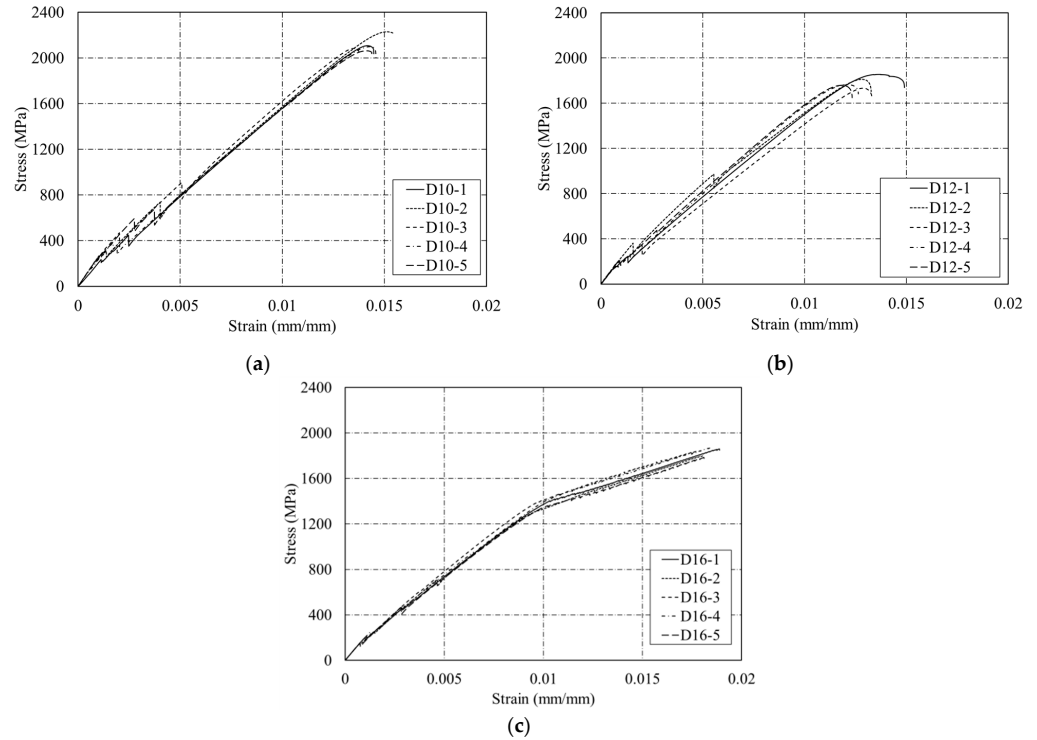 2400
2000
1600
1200
800
400
0
Stress (MPa)
0
0.005
0.01
0.015
0.02
Strain (mm/mm)
D10-1
D10-2
D10-3
D10-4
D10-5
(a)
2400
2000
1600
1200
800
400
0
Stress (MPa)
0
0.005
0.01
0.015
0.02
Strain (mm/mm)
D12-1
D12-2
D12-3
D12-4
D12-5
(b)
2400
2000
1600
1200
800
400
0
Stress (MPa)
0
0.005
0.01
0.015
0.02
Strain (mm/mm)
D16-1
D16-2
D16-3
D16-4
D16-5
(c)